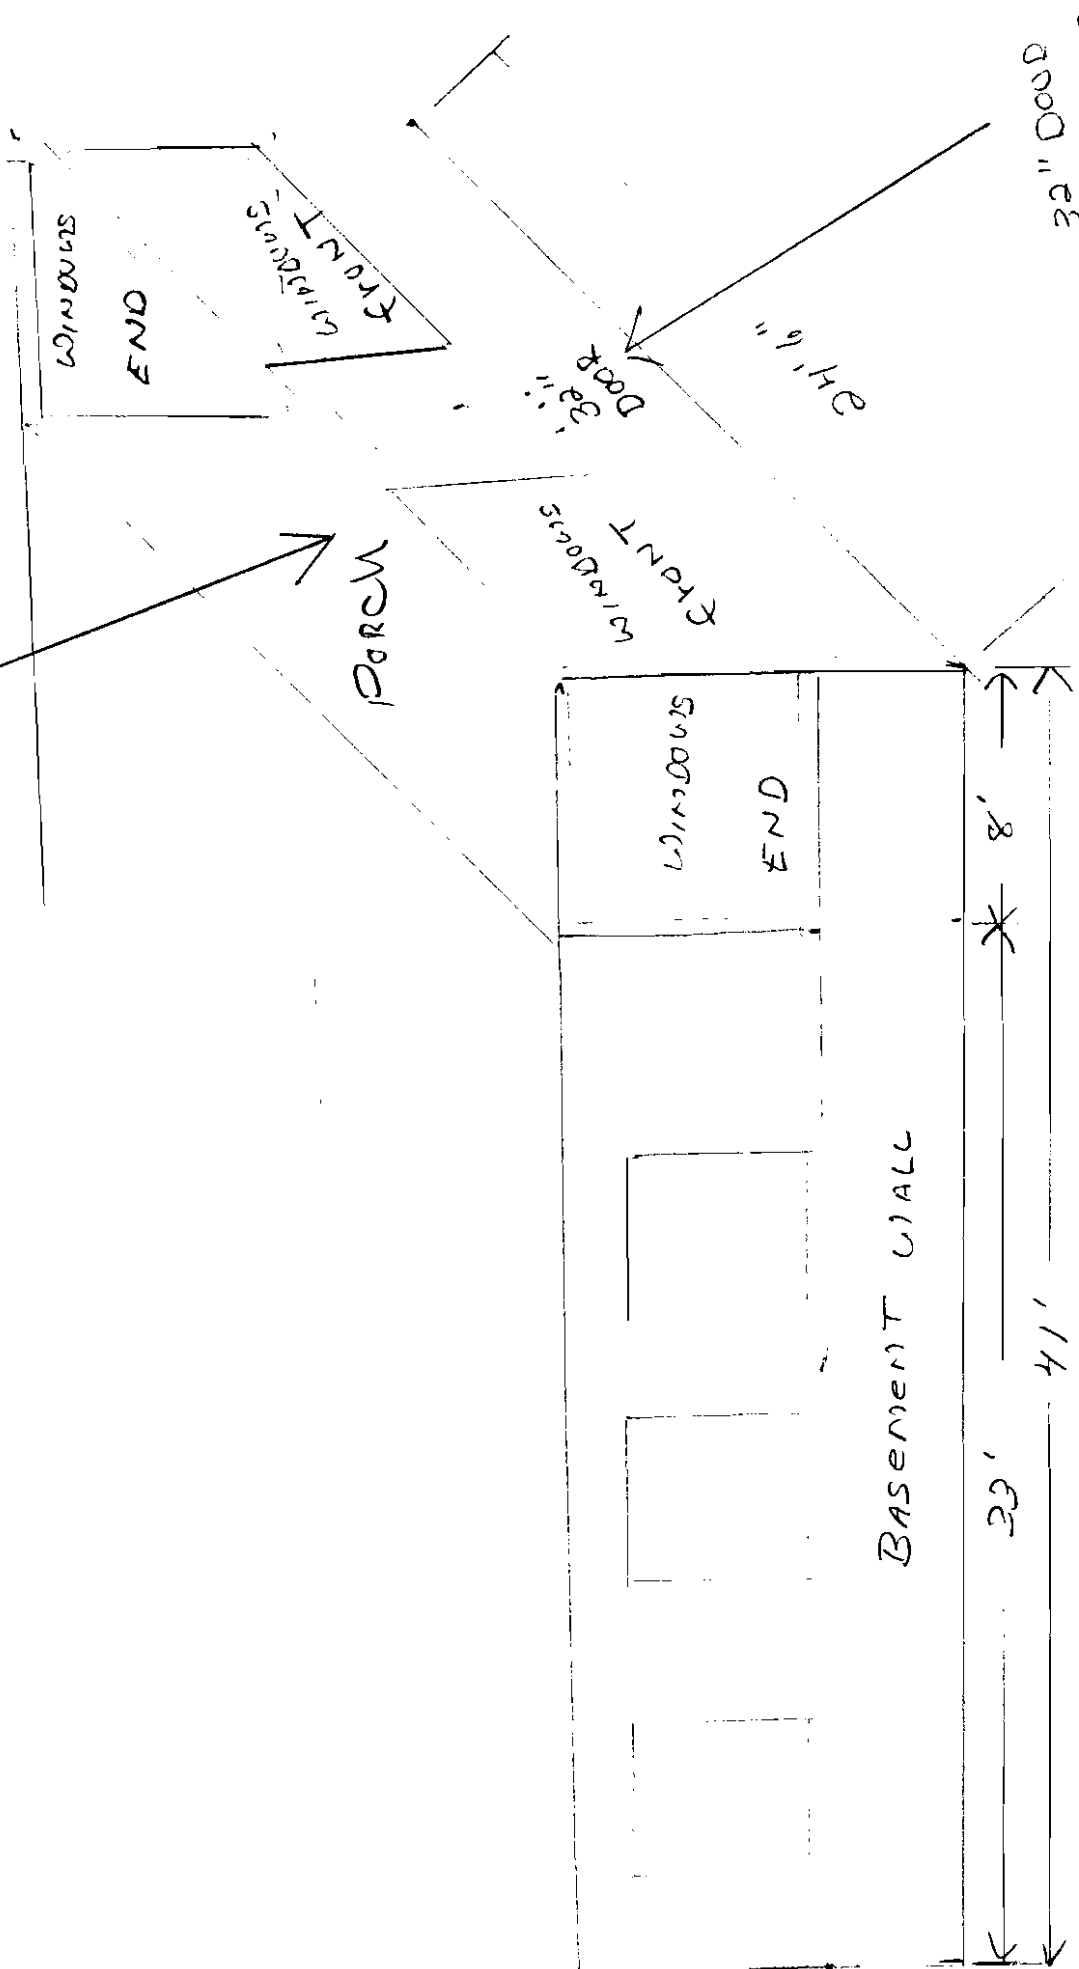 WINDOWS
END
WINDOWS
FRONT
32" DOOR
32"
DOOR
24' 6"
PORCH
WINDOWS
FRONT
WINDOWS
END
8'
BASEMENT WALL
33'
41'